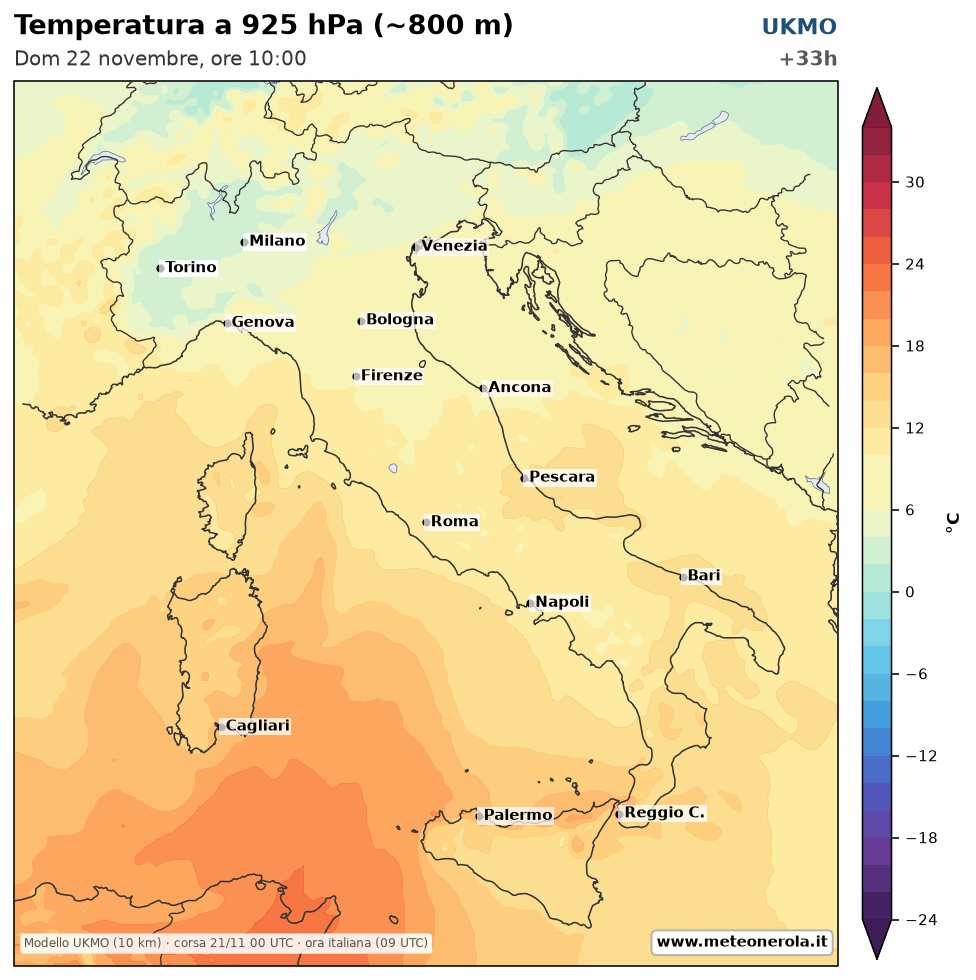 Temperatura a 925 hPa (~800 m)
UKMO
Dom 22 novembre, ore 10:00
+33h
Milano
Torino
Venezia
Genova
Bologna
Firenze
Ancona
Pescara
Roma
Bari
Napoli
Cagliari
Palermo
Reggio C.
30
24
18
12
6
0
−6
−12
−18
−24
°C
Modello UKMO (10 km) · corsa 21/11 00 UTC · ora italiana (09 UTC)
www.meteonerola.it